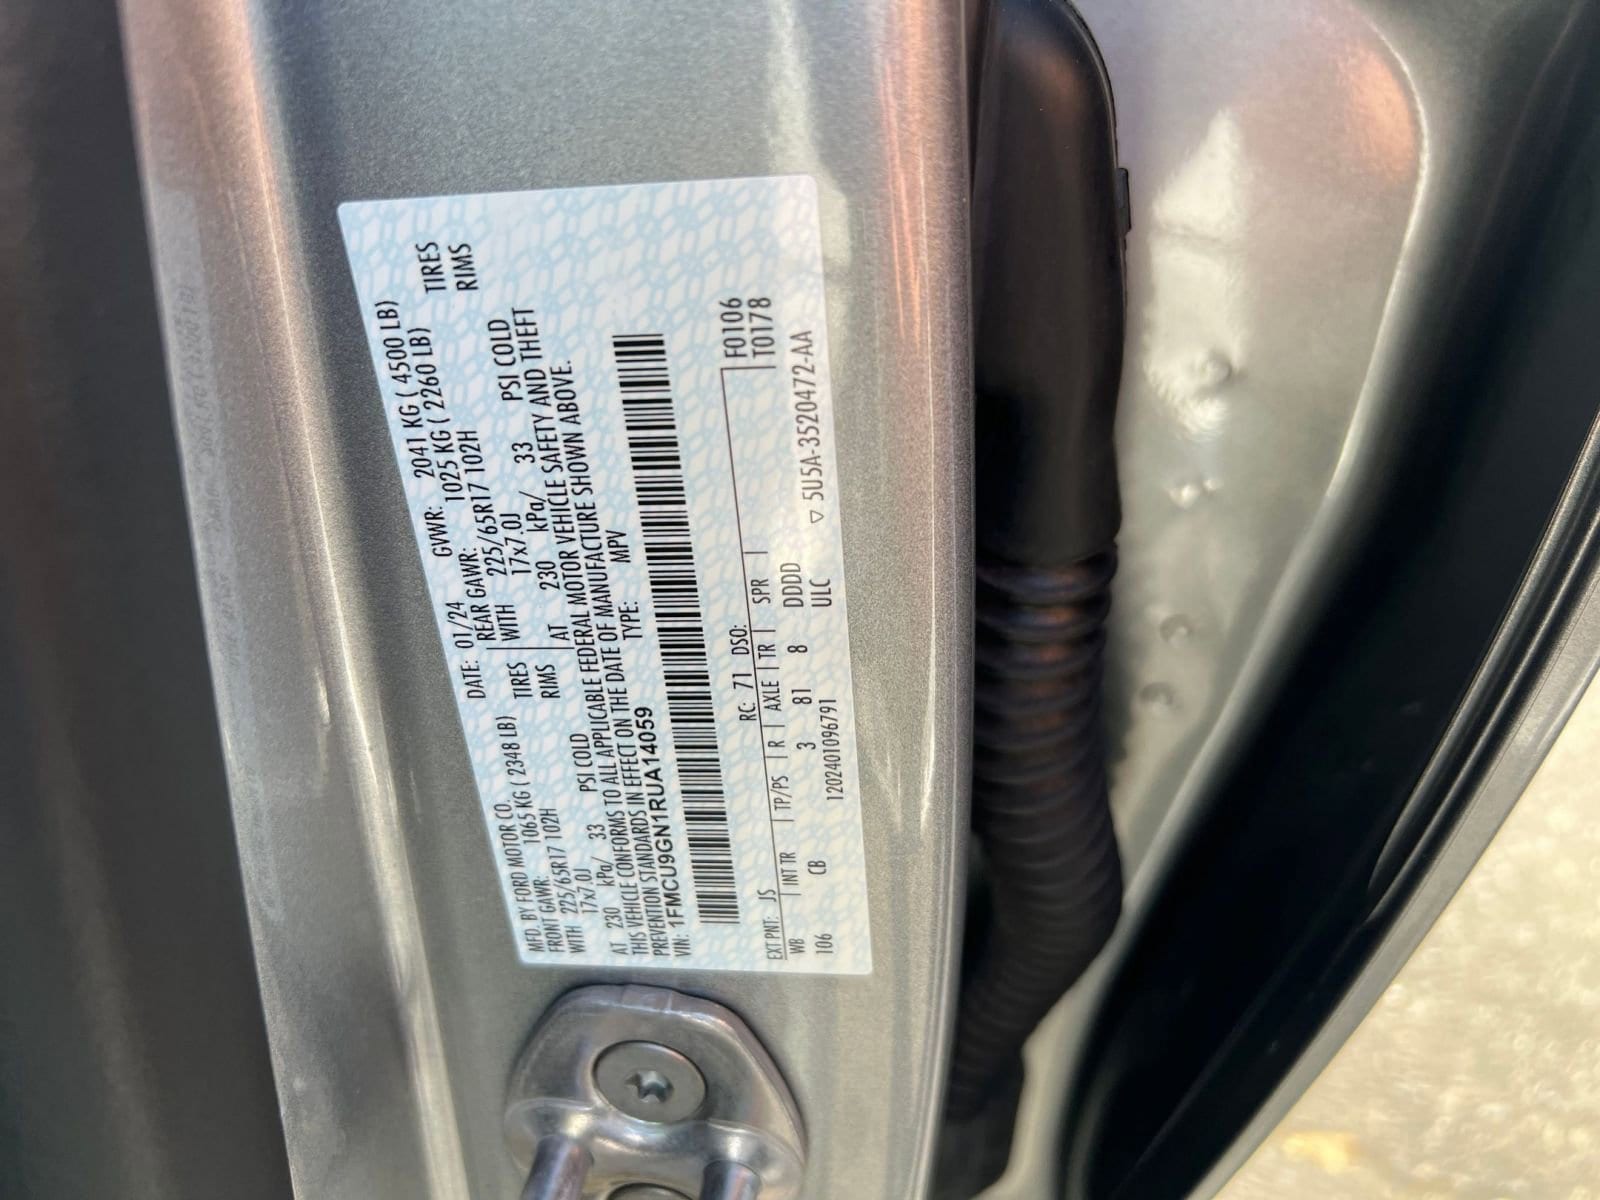 MFD. BY FORD MOTOR CO.
DATE: 01/24 GVWR: 2041 KG ( 4500 LB)
FRONT GAWR: 1065 KG ( 2348 LB) REAR GAWR: 1025 KG ( 2260 LB)
WITH 225/65R17 102H TIRES WITH 225/65R17 102H TIRES
17x7.0J RIMS 17x7.0J RIMS
AT 230 kPa/ 33 PSI COLD AT 230 kPa/ 33 PSI COLD
THIS VEHICLE CONFORMS TO ALL APPLICABLE FEDERAL MOTOR VEHICLE SAFETY AND THEFT
PREVENTION STANDARDS IN EFFECT ON THE DATE OF MANUFACTURE SHOWN ABOVE.
VIN: 1FMCU9GN1RUA14059 TYPE: MPV
F0106
T0178
EXT PNT: JS RC: 71 DSO:
WB INT TR TP/PS R AXLE TR SPR
106 CB 3 81 8 DDDD
120240109679​1 ULC ▽ 5U5A-3520472-AA